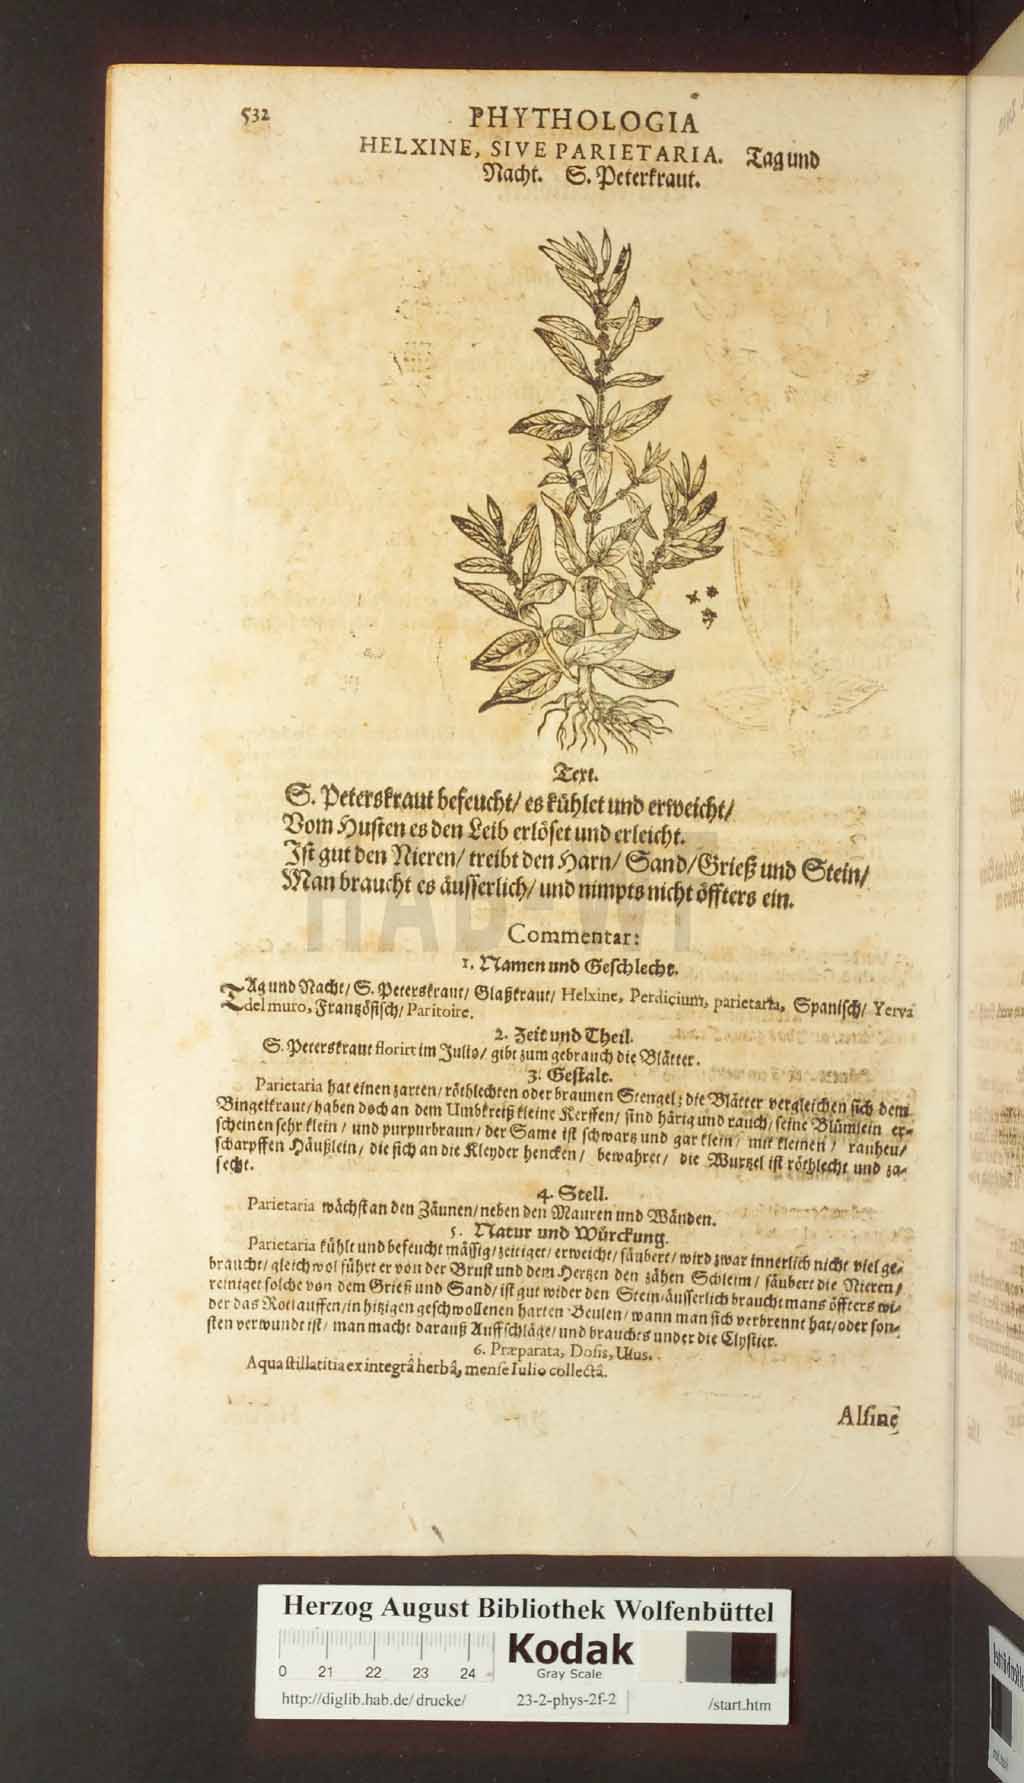 532
PHYTHOLOGIA
HELXINE, SIVE PARIETARIA. Tag und
Nacht. S. Peterkraut.
Text.
S. Peterskraut befeucht/ es kühlet und erweicht/
Vom Husten es den Leib erlöset und erleicht.
Ist gut den Nieren/ treibt den Harn/ Sand/ Grieß und Stein/
Man braucht es äusserlich/ und nimpts nicht öffters ein.
Commentar:
1. Namen und Geschlecht.
TAg und Nacht/ S. Peterskraut/ Glaßkraut/ Helxine, Perdicium, parietaria, Spanisch/ Yerva
del muro, Französisch/ Paritoire.
2. Zeit und Theil.
S. Peterskraut florirt im Julio/ gibt zum gebrauch die Blätter.
3. Gestalt.
Parietaria hat einen zarten/ röthlechten oder braunen Stengel; die Blätter vergleichen sich dem
Bingelkraut/ haben doch an dem Umbkreiß kleine Kerffen/ sind härig und rauch/ seine Blümlein er-
scheinen sehr klein/ und purpurbraun/ der Same ist schwarz und gar klein/ mit kleinen/ rauhen/
scharpffen Häußlein/ die sich an die Kleyder hencken/ bewahret/ die Wurzel ist röthlecht und za-
secht.
4. Stell.
Parietaria wächst an den Zäunen/ neben den Mauren und Wänden.
5. Natur und Würckung.
Parietaria kühlt und befeucht mässig/ zeitiget/ erweicht/ säubert/ wird zwar innerlich nicht viel ge-
braucht/ gleichwol führt er von der Brust und dem Hertzen den zähen Schleim/ säubert die Nieren/
reiniget solche von dem Grieß und Sand/ ist gut wider den Stein äusserlich braucht mans öffters wi-
der das Rotlauffen/ in hitzigen geschwollenen harten Beulen/ wann man sich verbrennt hat/ oder son-
sten verwundt ist/ man macht darauß Auffschläge/ und brauchts under die Clystier.
6. Præparata, Dosis, Usus.
Aqua stillatitia ex integrâ herbâ, mense Iulio collectâ.
Alsine
HAB-WF
Herzog August Bibliothek Wolfenbüttel
0 21 22 23 24
Kodak
Gray Scale
http://diglib.hab.de/drucke/ 23-2-phys-2f-2 /start.htm